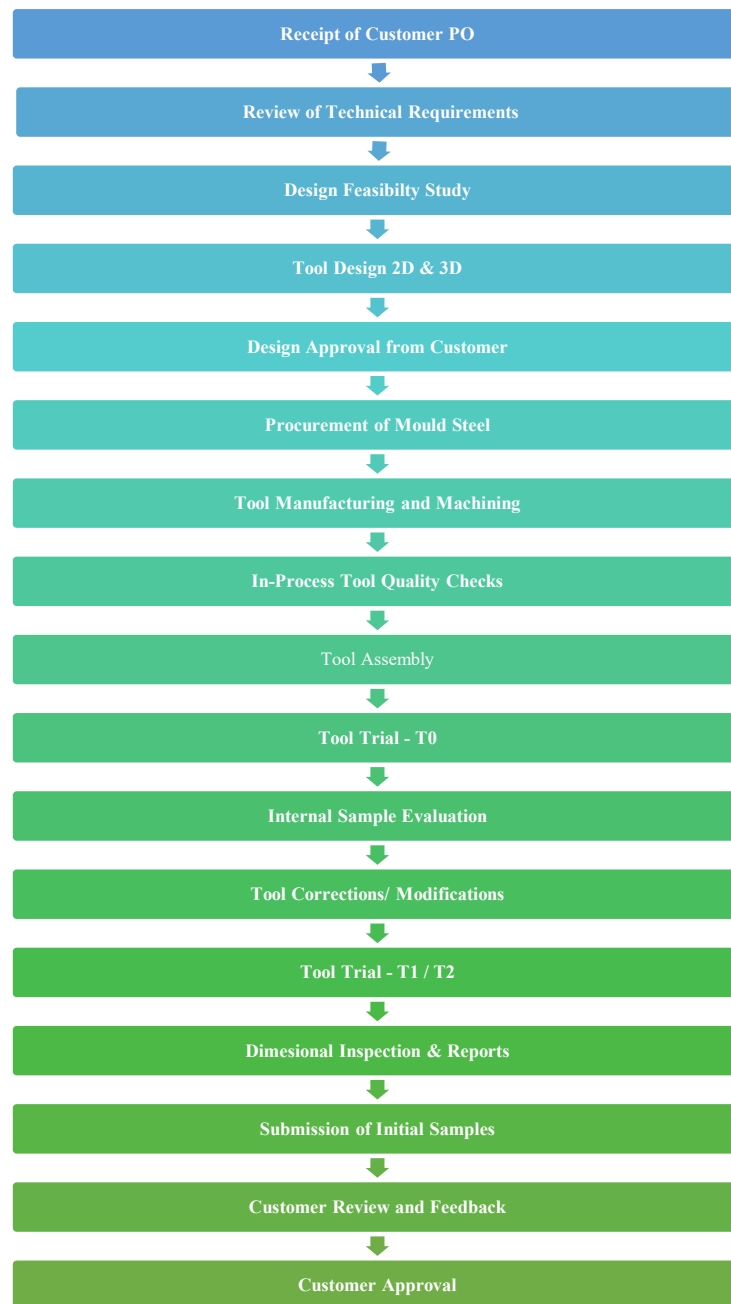 Receipt of Customer PO
Review of Technical Requirements
Design Feasibilty Study
Tool Design 2D & 3D
Design Approval from Customer
Procurement of Mould Steel
Tool Manufacturing and Machining
In-Process Tool Quality Checks
Tool Assembly
Tool Trial - T0
Internal Sample Evaluation
Tool Corrections/ Modifications
Tool Trial - T1 / T2
Dimesional Inspection & Reports
Submission of Initial Samples
Customer Review and Feedback
Customer Approval